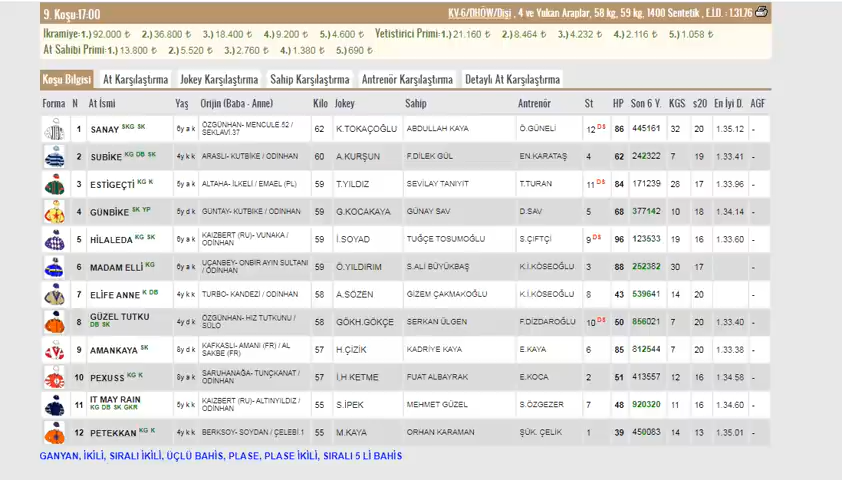 9. Koşu:17:00
KV-6/DHÖW/Dişi , 4 ve Yukarı Araplar, 58 kg, 59 kg, 1400 Sentetik , E.İ.D. : 1.31.76
İkramiye:1.) 92.000 t 2.) 36.800 t 3.) 18.400 t 4.) 9.200 t 5.) 4.600 t Yetistirici Primi:1.) 21.160 t 2.) 8.464 t 3.) 4.232 t 4.) 2.116 t 5.) 1.058 t
At Sahibi Primi:1.) 13.800 t 2.) 5.520 t 3.) 2.760 t 4.) 1.380 t 5.) 690 t
Koşu Bilgisi At Karşılaştırma Jokey Karşılaştırma Sahip Karşılaştırma Antrenör Karşılaştırma Detaylı At Karşılaştırma
Forma N At İsmi Yaş Orijin (Baba - Anne) Kilo Jokey Sahip Antrenör St HP Son 6 Y. KGS s20 En İyi D. AGF
1 SANAY SKG SK 6y a k ÖZGÜNHAN- MENCULE.52 / SEKLAVİ.37 62 K.TOKAÇOĞLU ABDULLAH KAYA Ö.GÜNELİ 12 DS 86 445161 32 20 1.35.12 -
2 SUBİKE KG DB SK 4y k k ARASLI- KUTBİKE / ODINHAN 60 A.KURŞUN F.DİLEK GÜL EN.KARATAŞ 4 62 242322 7 19 1.33.41 -
3 ESTİGEÇTİ KG K 5y a k ALTAHA- İLKELİ / EMAEL (PL) 59 T.YILDIZ SEVİLAY TANIYIT T.TURAN 11 DS 84 171239 28 17 1.33.96 -
4 GÜNBİKE SK YP 5y d k GÜNTAY- KUTBİKE / ODİNHAN 59 G.KOCAKAYA GÜNAY SAV D.SAV 5 68 377142 10 18 1.34.14 -
5 HİLALEDA KG SK 6y a k KAIZBERT (RU)- VUNAKA / ODİNHAN 59 İ.SOYAD TUĞÇE TOSUMOĞLU S.ÇİFTÇİ 9 DS 96 123533 19 16 1.33.60 -
6 MADAM ELLİ KG 6y a k UÇANBEY- ONBİR AYIN SULTANI / ODİNHAN 59 Ö.YILDIRIM S.ALİ BÜYÜKBAŞ K.İ.KÖSEOĞLU 3 88 252382 30 17 -
7 ELİFE ANNE K DB 4y k k TURBO- KANDEZİ / ODİNHAN 58 A.SÖZEN GİZEM ÇAKMAKOĞLU K.İ.KÖSEOĞLU 8 43 539641 14 20 -
8 GÜZEL TUTKU DB SK 4y d k ÖZGÜNHAN- HIZ TUTKUNU / SÜLO 58 GÖKH.GÖKÇE SERKAN ÜLGEN F.DİZDAROĞLU 10 DS 50 856021 7 20 1.33.40 -
9 AMANKAYA SK 8y d k KAFKASLI- AMANİ (FR) / AL SAKBE (FR) 57 H.ÇİZİK KADRİYE KAYA E.KAYA 6 85 812544 7 20 1.33.38 -
10 PEXUSS KG K 8y a k SARUHANAĞA- TUNÇKANAT / ODİNHAN 57 İ.H.KETME FUAT ALBAYRAK E.KOCA 2 51 413557 12 16 1.34.58 -
11 IT MAY RAIN KG DB SK GKR 5y k k KAIZBERT (RU)- ALTINYILDIZ / ODİNHAN 55 S.İPEK MEHMET GÜZEL S.ÖZGEZER 7 48 920320 11 16 1.34.60 -
12 PETEKKAN KG K 4y k k BERKSOY- SOYDAN / ÇELEBİ.1 55 M.KAYA ORHAN KARAMAN ŞÜK. ÇELİK 1 39 450083 14 13 1.35.01 -
GANYAN, İKİLİ, SIRALI İKİLİ, ÜÇLÜ BAHİS, PLASE, PLASE İKİLİ, SIRALI 5 Lİ BAHİS